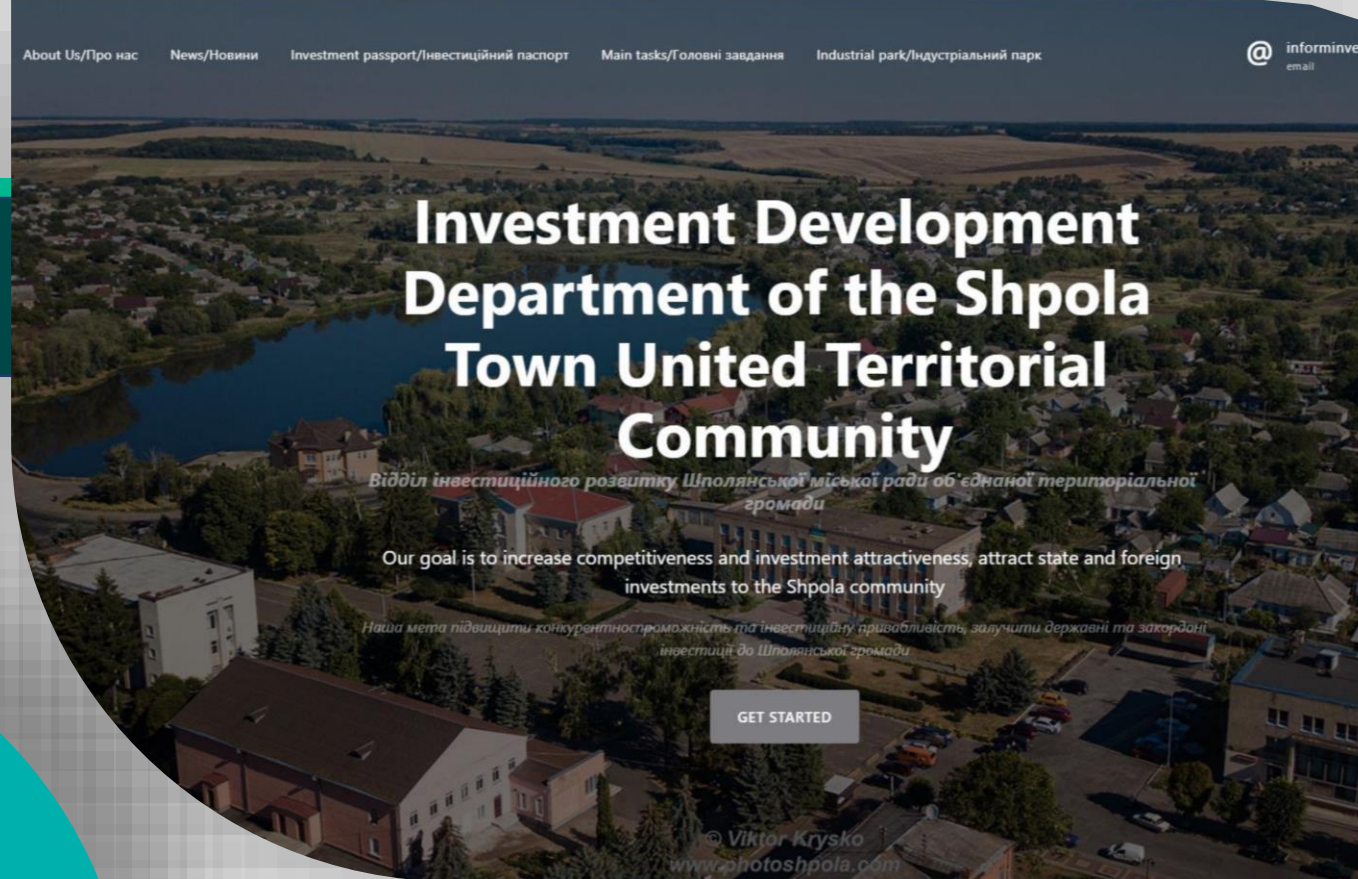 About Us/Про нас
News/Новини
Investment passport/Інвестиційний паспорт
Main tasks/Головні завдання
Industrial park/Індустріальний парк
@ informinve
email
Investment Development
Department of the Shpola
Town United Territorial
Community
Відділ інвестиційного розвитку Шполянської міської ради об'єднаної територіальної
громади
Our goal is to increase competitiveness and investment attractiveness, attract state and foreign
investments to the Shpola community
Наша мета підвищити конкурентноспроможність та інвестиційну привабливість, залучити державні та закордоні
інвестиції до Шполянської громади
GET STARTED
© Viktor Krysko
www.photoshpola.com